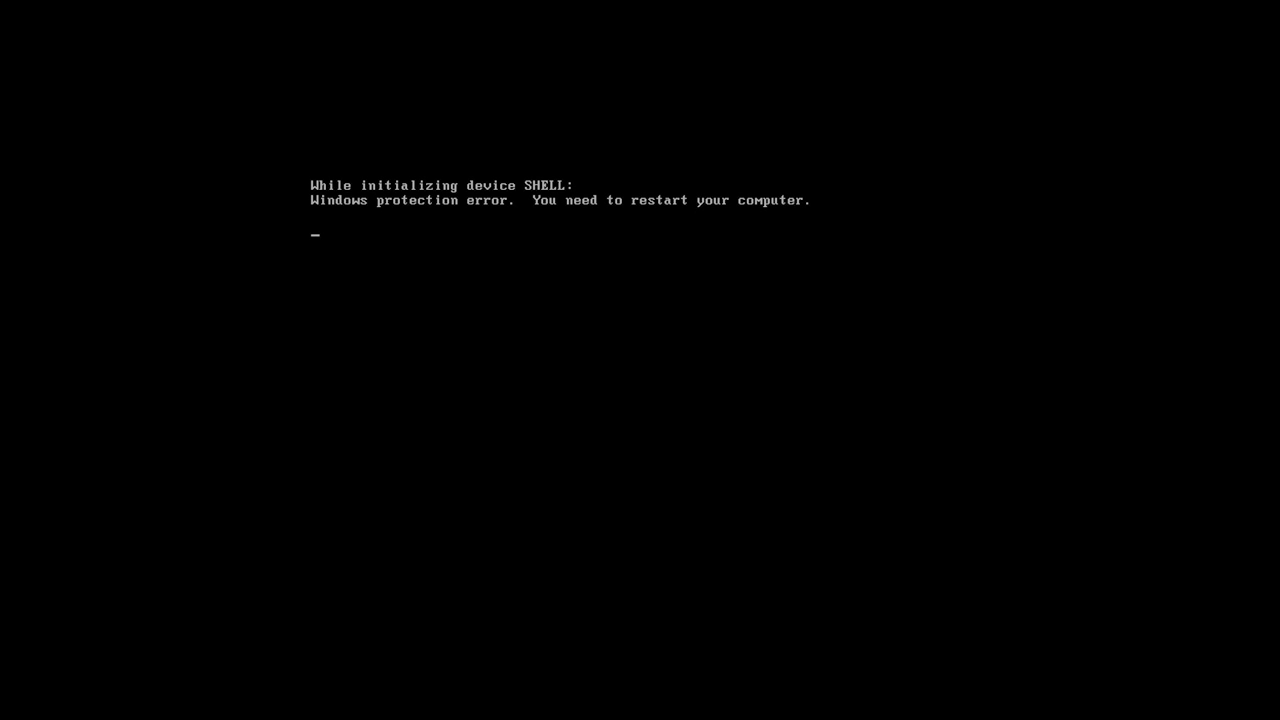 While initializing device SHELL:
Windows protection error.  You need to restart your computer.